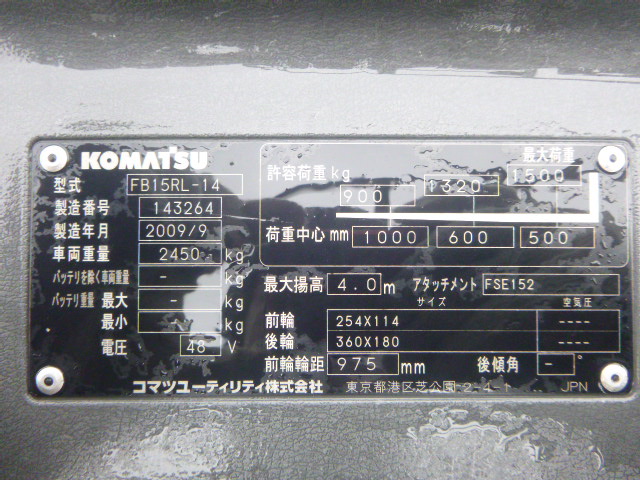 KOMATSU
型式 FB15RL-14
製造番号 143264
製造年月 2009/9
車両重量 2450 kg
バッテリを除く車両重量 - kg
バッテリ重量 最大 - kg
最小 - kg
電圧 48 V
最大荷重
許容荷重 kg 900 1320 1500
荷重中心 mm 1000 600 500
最大揚高 4.0 m アタッチメント FSE152
サイズ 空気圧
前輪 254X114 ----
後輪 360X180 ----
前輪輪距 975 mm 後傾角 - °
コマツユーティリティ株式会社 東京都港区芝公園 2-4-1 JPN